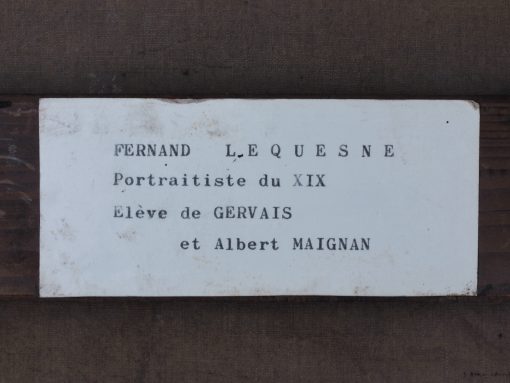 FERNAND LEQUESNE
Portraitiste du XIX
Elève de GERVAIS
et Albert MAIGNAN